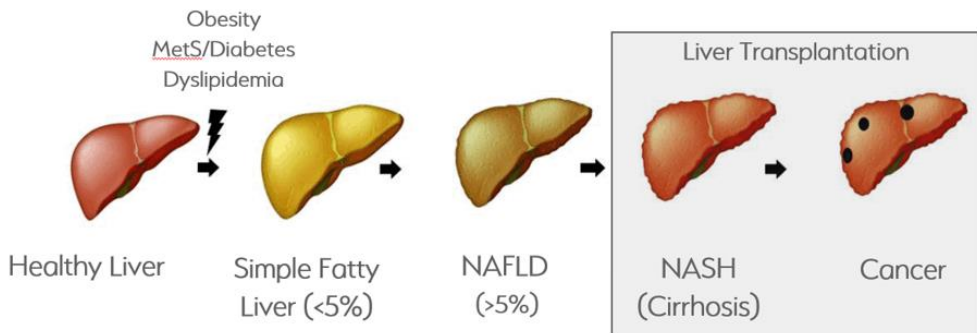 Obesity
MetS/Diabetes
Dyslipidemia
Liver Transplantation
Healthy Liver
Simple Fatty
Liver (<5%)
NAFLD
(>5%)
NASH
(Cirrhosis)
Cancer